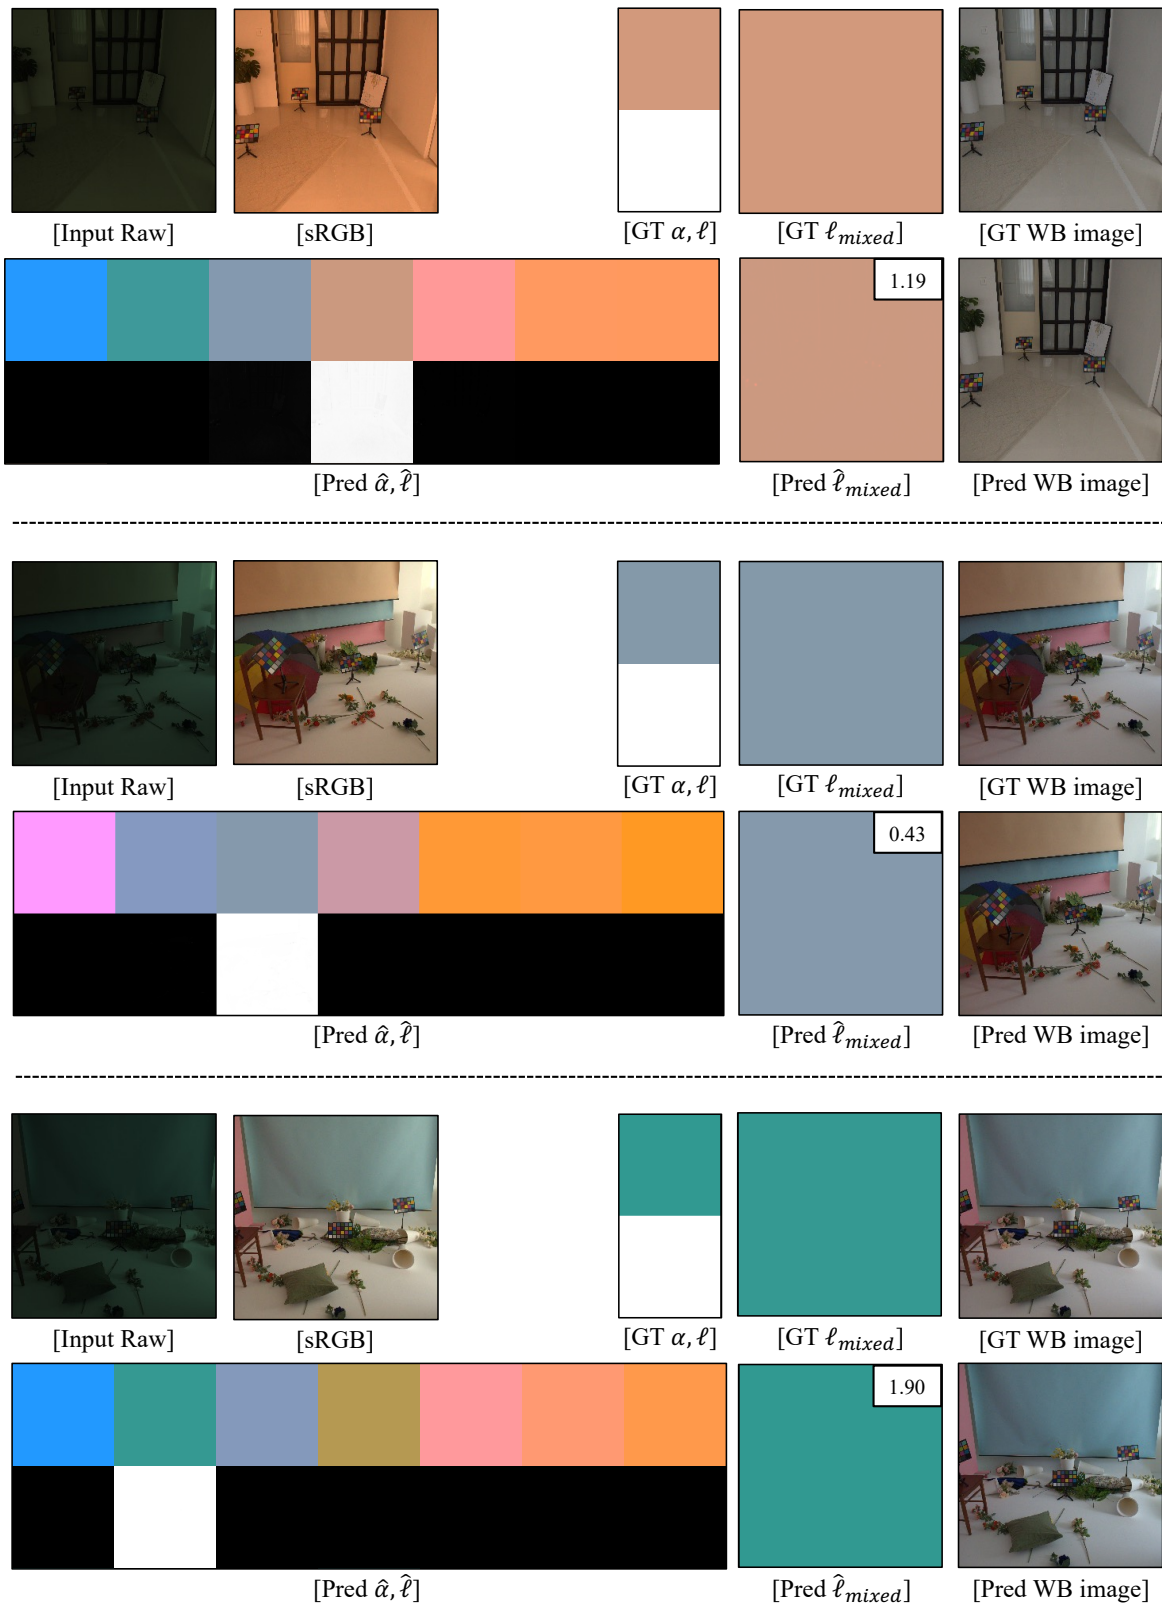 [Input Raw] [sRGB] [GT α, ℓ] [GT ℓ_mixed] [GT WB image]
1.19
[Pred α̂, ℓ̂] [Pred ℓ̂_mixed] [Pred WB image]
[Input Raw] [sRGB] [GT α, ℓ] [GT ℓ_mixed] [GT WB image]
0.43
[Pred α̂, ℓ̂] [Pred ℓ̂_mixed] [Pred WB image]
[Input Raw] [sRGB] [GT α, ℓ] [GT ℓ_mixed] [GT WB image]
1.90
[Pred α̂, ℓ̂] [Pred ℓ̂_mixed] [Pred WB image]